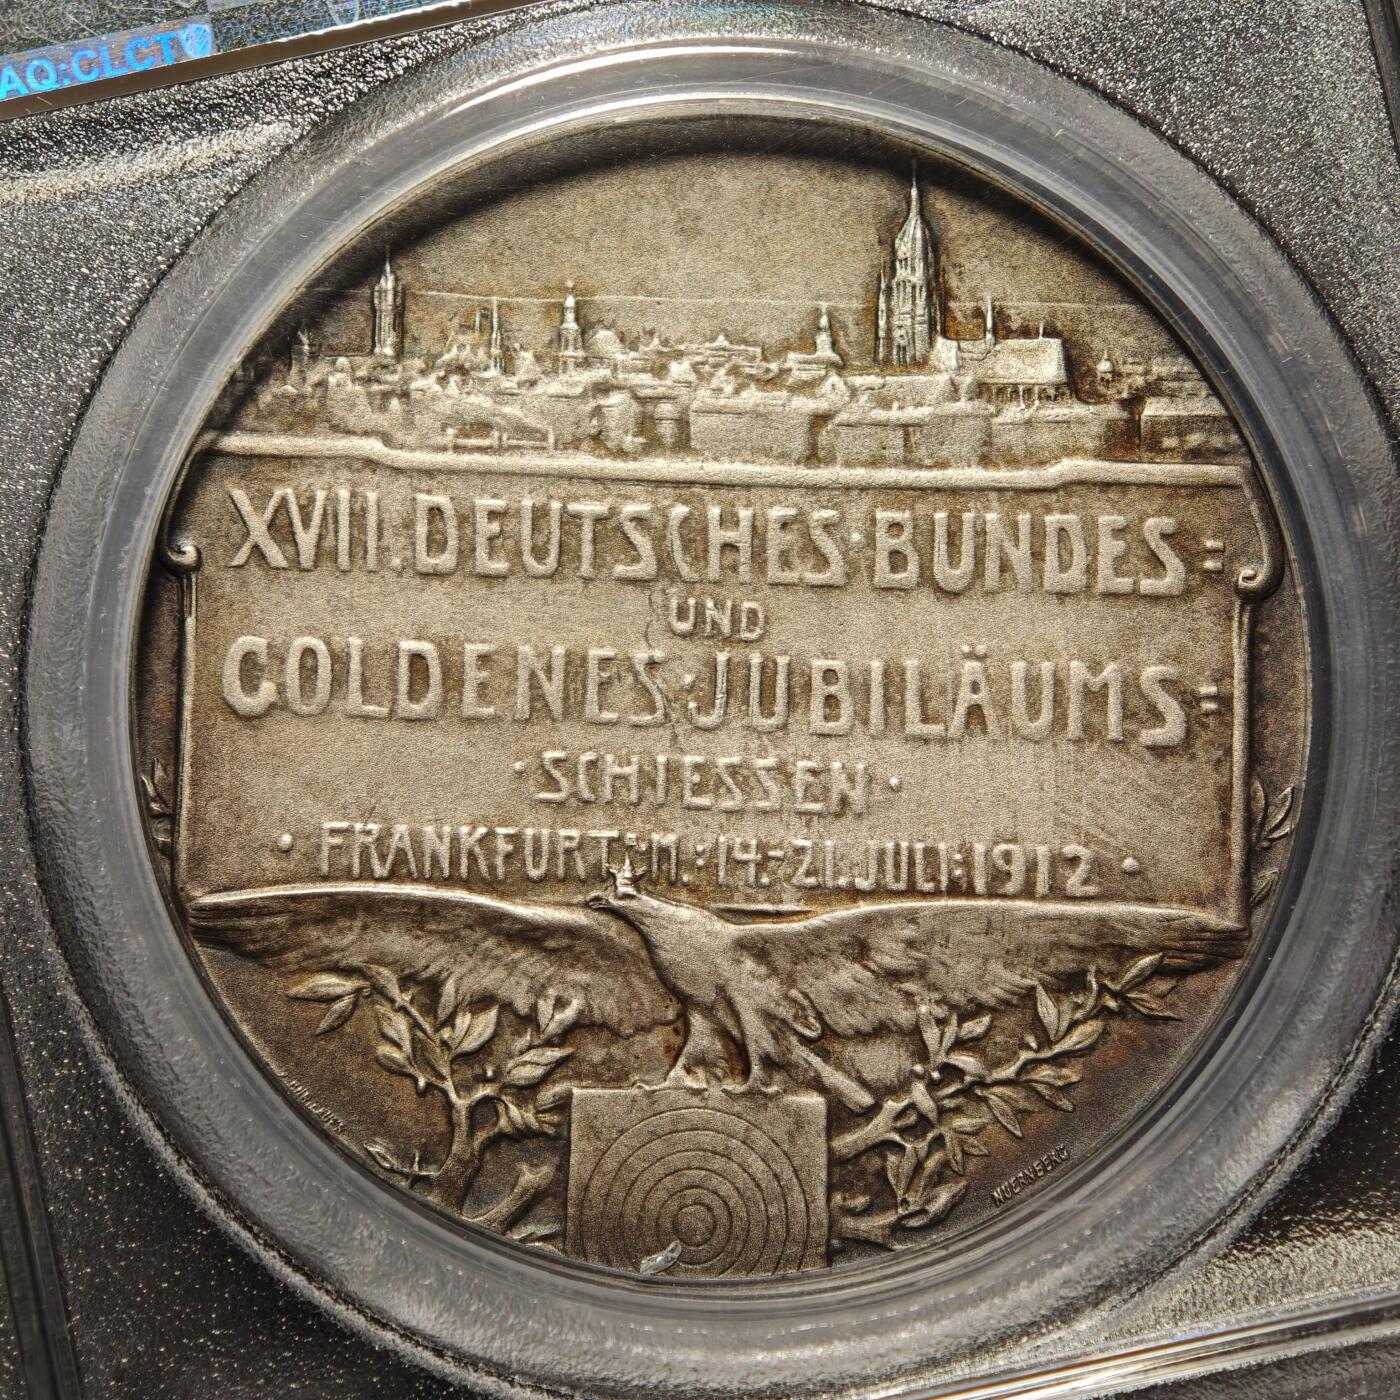 AQ:CLCT
XVII. DEUTSCHES·BUNDES=
UND
GOLDENES·JUBILÄUMS=
·SCHIESSEN·
· FRANKFURT A. M.: 14.-21. JULI: 1912 ·
NUERNBERG